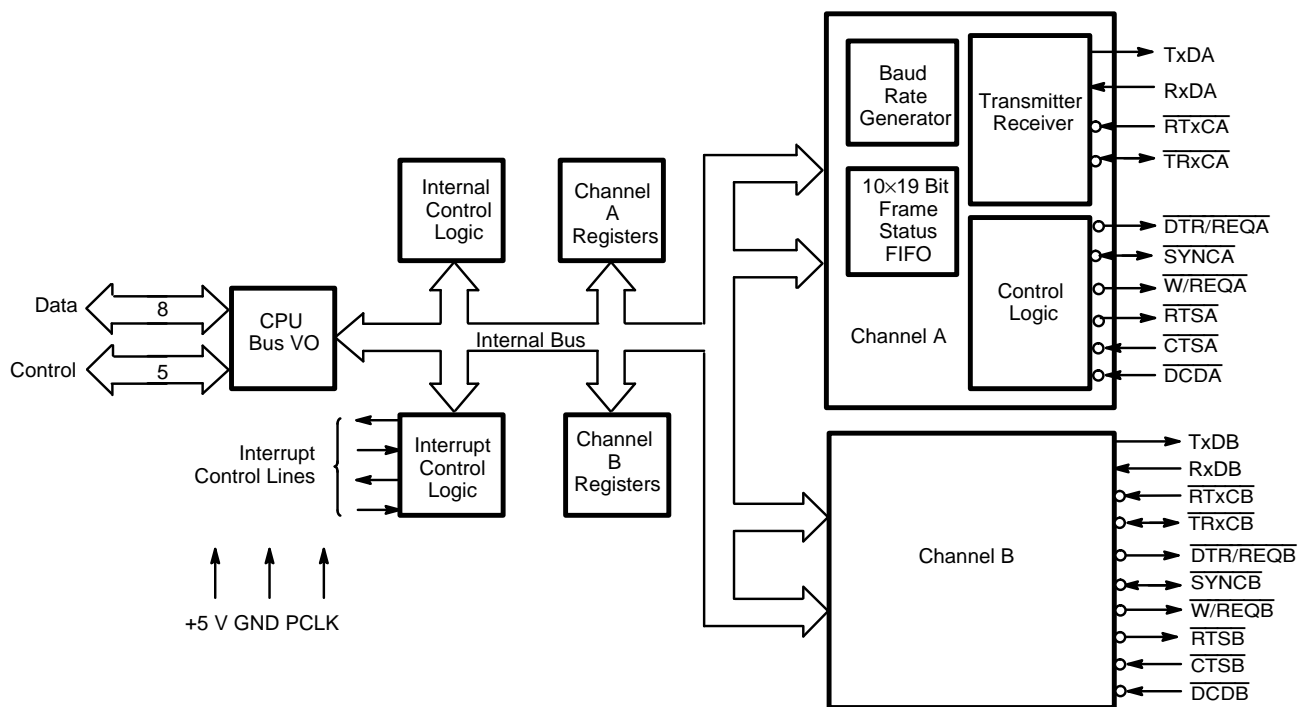 Data
8
Control
5
CPU
Bus VO
Internal
Control
Logic
Channel
A
Registers
Internal Bus
Interrupt
Control Lines
Interrupt
Control
Logic
Channel
B
Registers
+5 V GND PCLK
Baud
Rate
Generator
Transmitter
Receiver
10×19 Bit
Frame
Status
FIFO
Control
Logic
Channel A
TxDA
RxDA
RTxCA
TRxCA
DTR/REQA
SYNCA
W/REQA
RTSA
CTSA
DCDA
Channel B
TxDB
RxDB
RTxCB
TRxCB
DTR/REQB
SYNCB
W/REQB
RTSB
CTSB
DCDB